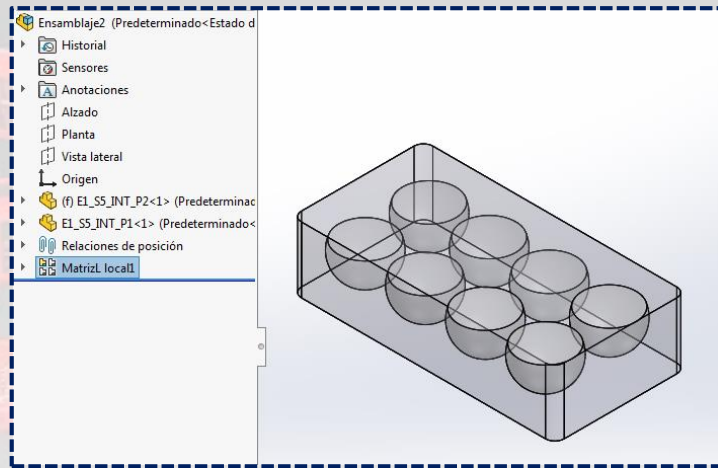 Ensamblaje2 (Predeterminado<Estado d
Historial
Sensores
A Anotaciones
Alzado
Planta
Vista lateral
Origen
(f) E1_S5_INT_P2<1> (Predeterminac
E1_S5_INT_P1<1> (Predeterminado<
Relaciones de posición
MatrizL local1